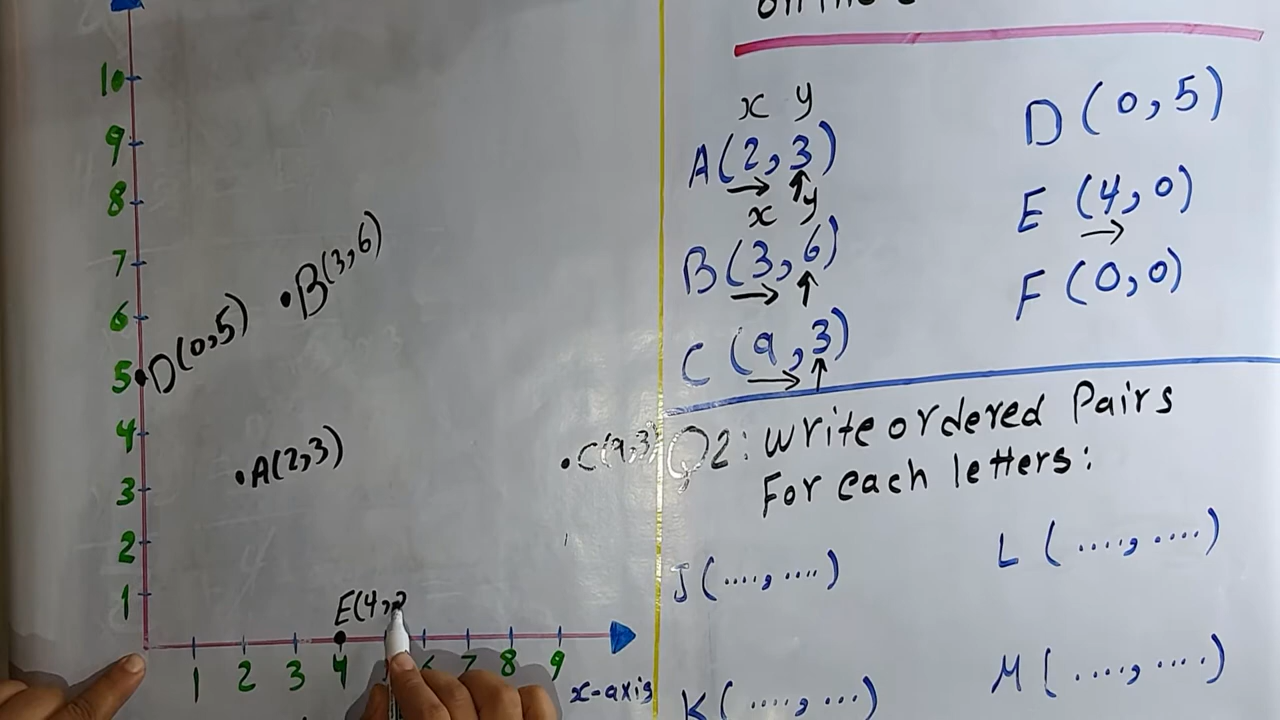 10
9
8
7
6
5
4
3
2
1
B(3,6)
D(0,5)
A(2,3)
C(9,3)
E(4,
1 2 3 4 6 7 8 9
x-axis
x y
A(2,3)
x y
B(3,6)
C(9,3)
D(0,5)
E(4,0)
F(0,0)
Q2: Write ordered Pairs
For each letters:
J(....,....)
L(....,....)
K(....,...)
M(....,....)